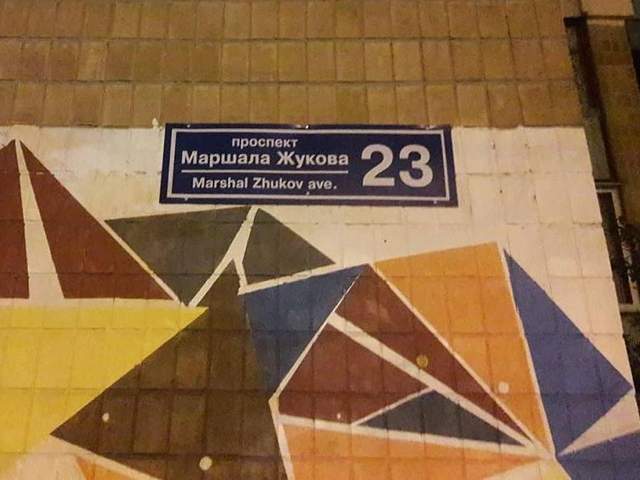 проспект
Маршала Жукова
Marshal Zhukov ave.
23